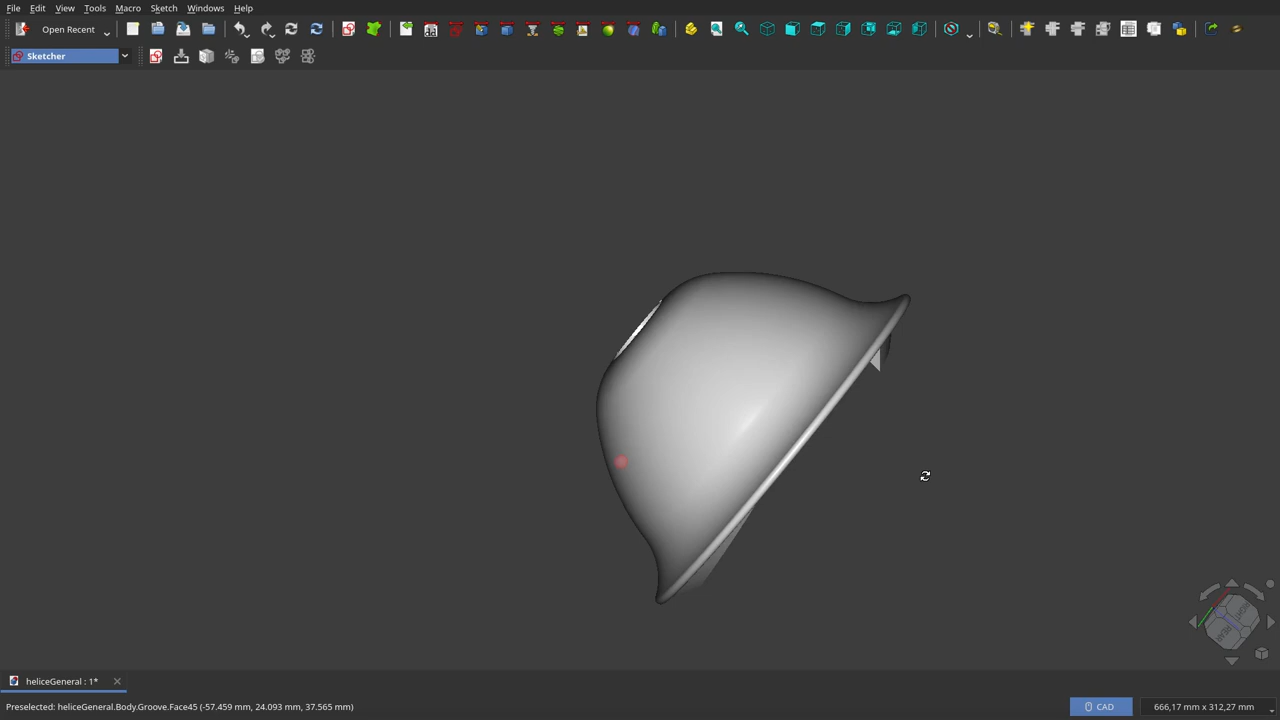 File Edit View Tools Macro Sketch Windows Help
Open Recent
Sketcher
heliceGeneral : 1*
Preselected: heliceGeneral.Body.Groove.Face45 (-57.459 mm, 24.093 mm, 37.565 mm)
CAD
666,17 mm x 312,27 mm